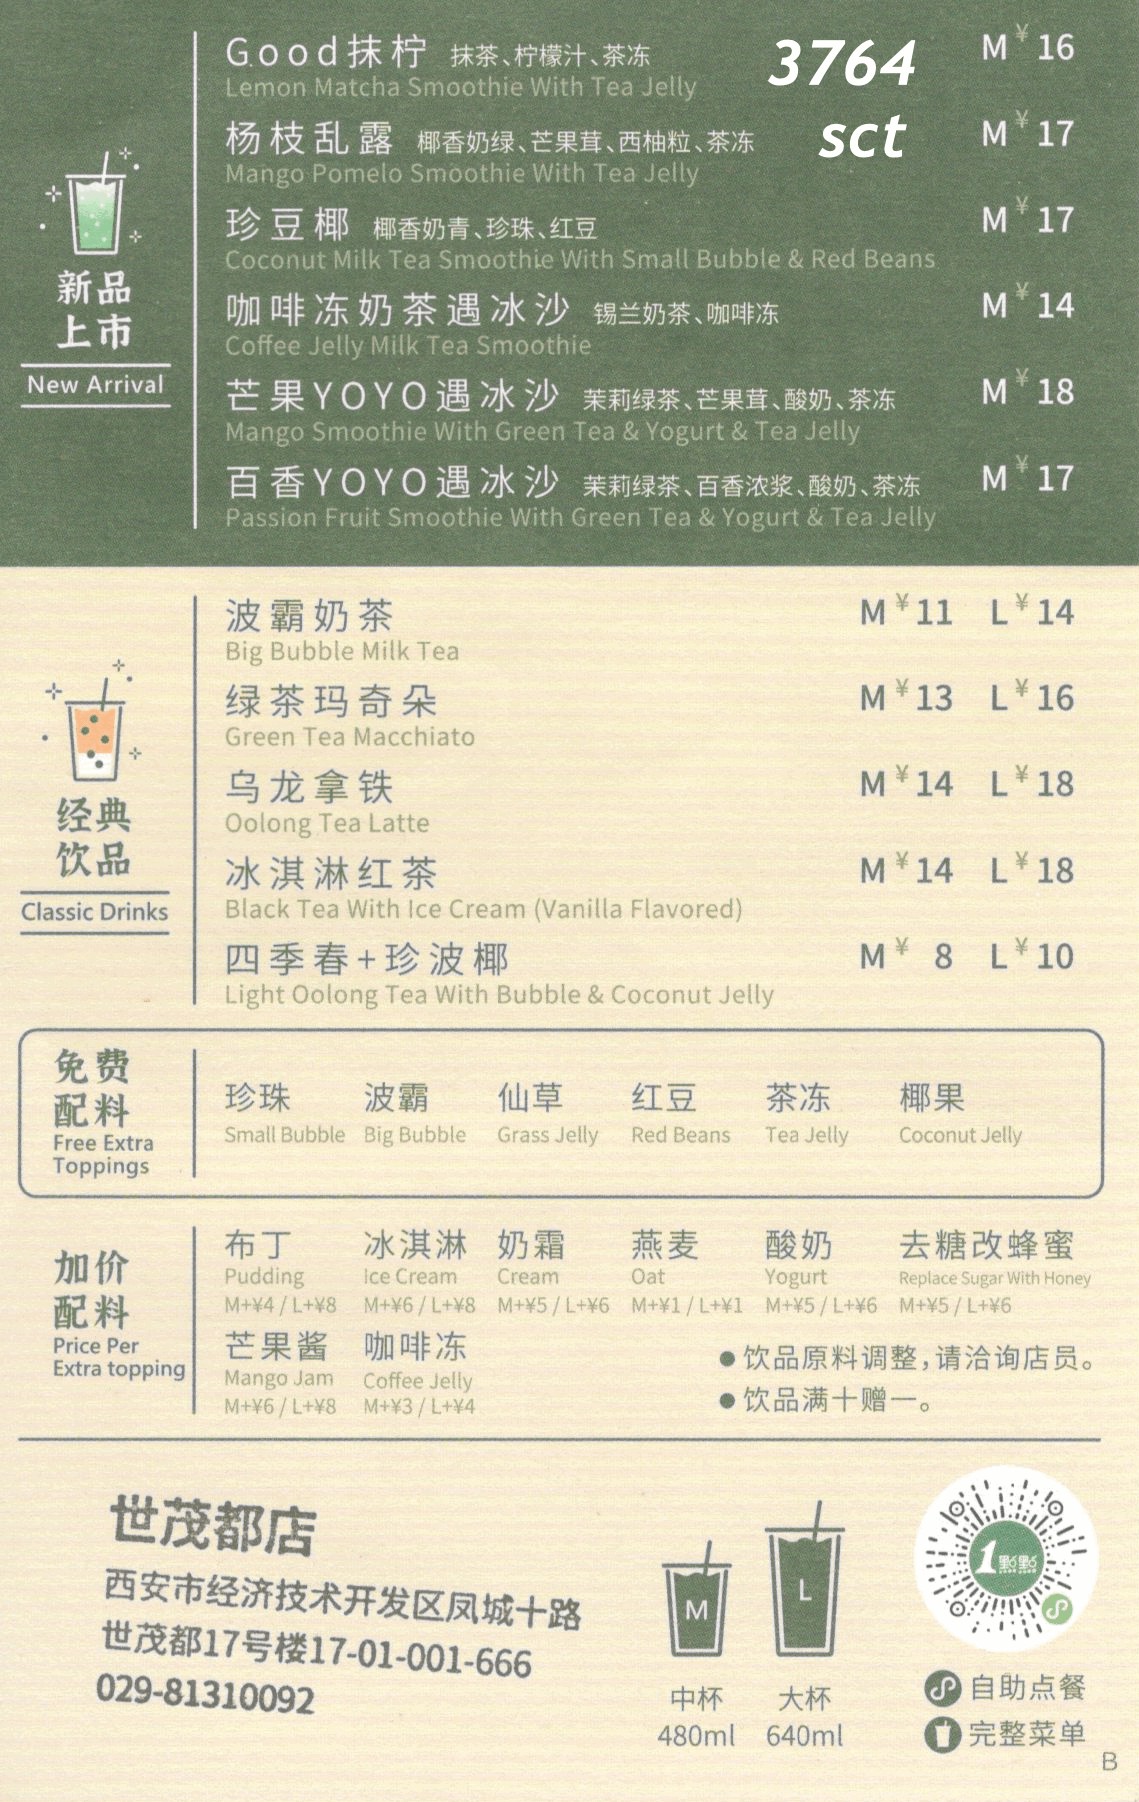 Good抹柠 抹茶、柠檬汁、茶冻 M ¥ 16
Lemon Matcha Smoothie With Tea Jelly
3764
sct
杨枝乱露 椰香奶绿、芒果茸、西柚粒、茶冻 M ¥ 17
Mango Pomelo Smoothie With Tea Jelly
珍豆椰 椰香奶青、珍珠、红豆 M ¥ 17
Coconut Milk Tea Smoothie With Small Bubble & Red Beans
咖啡冻奶茶遇冰沙 锡兰奶茶、咖啡冻 M ¥ 14
Coffee Jelly Milk Tea Smoothie
芒果YOYO遇冰沙 茉莉绿茶、芒果茸、酸奶、茶冻 M ¥ 18
Mango Smoothie With Green Tea & Yogurt & Tea Jelly
百香YOYO遇冰沙 茉莉绿茶、百香浓浆、酸奶、茶冻 M ¥ 17
Passion Fruit Smoothie With Green Tea & Yogurt & Tea Jelly
新品
上市
New Arrival
波霸奶茶 M ¥ 11 L ¥ 14
Big Bubble Milk Tea
绿茶玛奇朵 M ¥ 13 L ¥ 16
Green Tea Macchiato
乌龙拿铁 M ¥ 14 L ¥ 18
Oolong Tea Latte
冰淇淋红茶 M ¥ 14 L ¥ 18
Black Tea With Ice Cream (Vanilla Flavored)
四季春+珍波椰 M ¥ 8 L ¥ 10
Light Oolong Tea With Bubble & Coconut Jelly
经典
饮品
Classic Drinks
免费
配料
Free Extra
Toppings
珍珠 波霸 仙草 红豆 茶冻 椰果
Small Bubble Big Bubble Grass Jelly Red Beans Tea Jelly Coconut Jelly
加价
配料
Price Per
Extra topping
布丁 冰淇淋 奶霜 燕麦 酸奶 去糖改蜂蜜
Pudding Ice Cream Cream Oat Yogurt Replace Sugar With Honey
M+¥4 / L+¥8 M+¥6 / L+¥8 M+¥5 / L+¥6 M+¥1 / L+¥1 M+¥5 / L+¥6 M+¥5 / L+¥6
芒果酱 咖啡冻
Mango Jam Coffee Jelly
M+¥6 / L+¥8 M+¥3 / L+¥4
●饮品原料调整,请洽询店员。
●饮品满十赠一。
世茂都店
西安市经济技术开发区凤城十路
世茂都17号楼17-01-001-666
029-81310092
M L
中杯 大杯
480ml 640ml
1點點
自助点餐
完整菜单
B